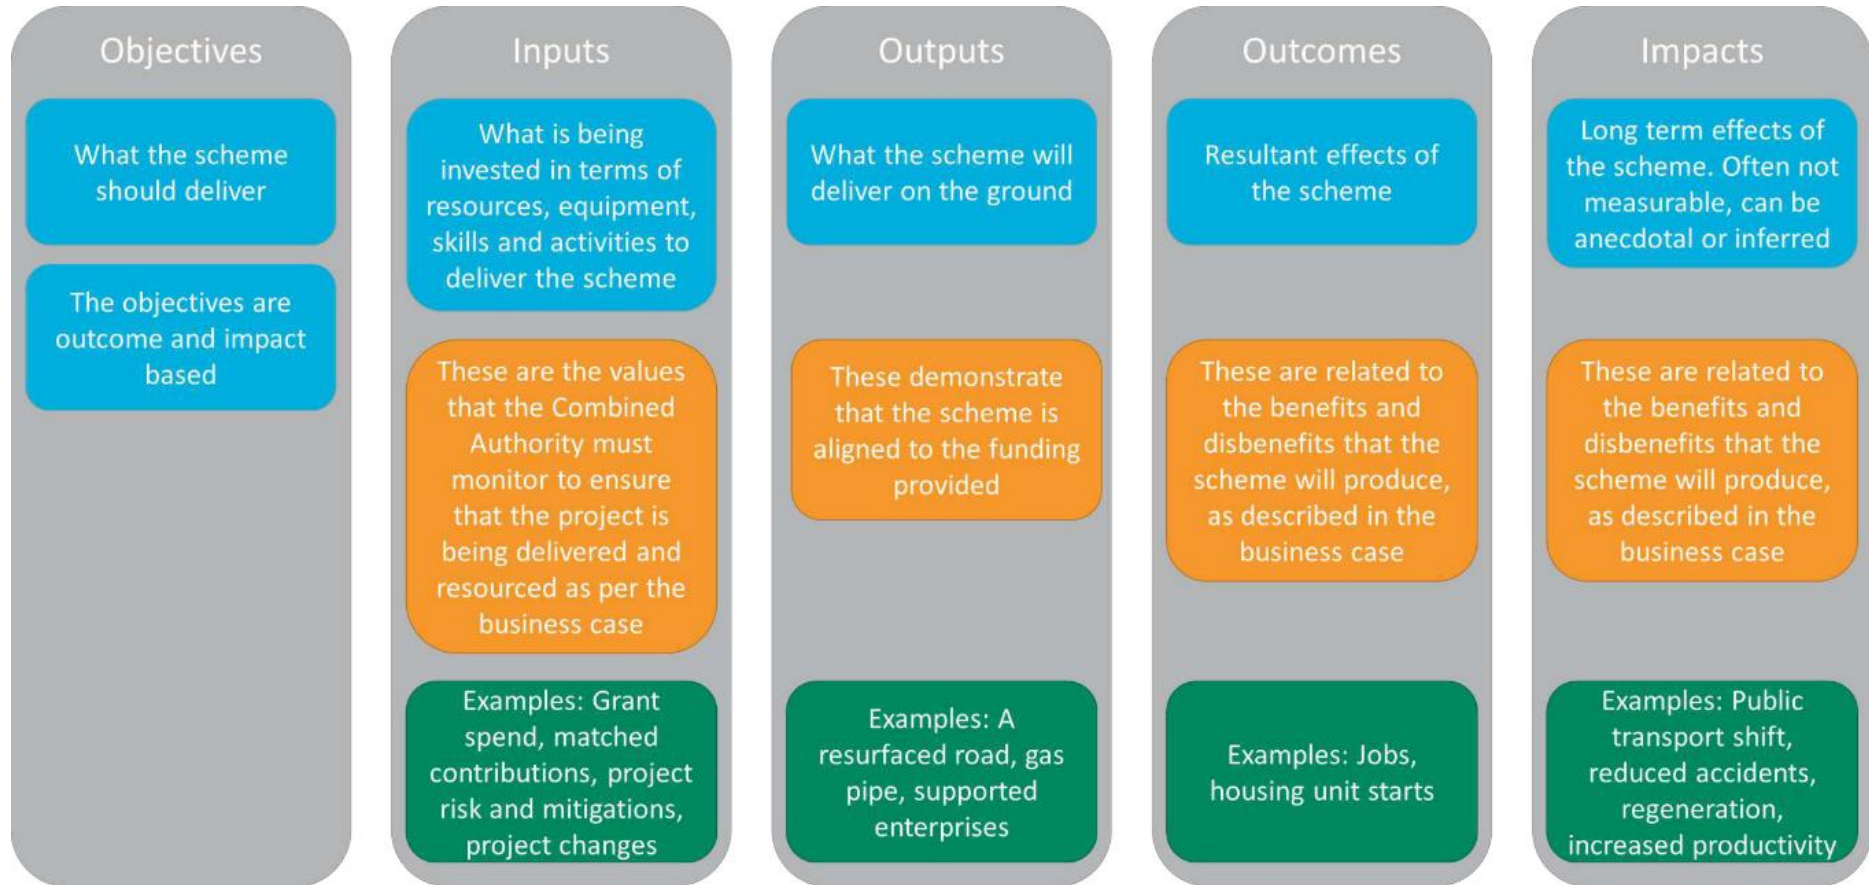 Objectives
What the scheme
should deliver
The objectives are
outcome and impact
based
Inputs
What is being
invested in terms of
resources, equipment,
skills and activities to
deliver the scheme
These are the values
that the Combined
Authority must
monitor to ensure
that the project is
being delivered and
resourced as per the
business case
Examples: Grant
spend, matched
contributions, project
risk and mitigations,
project changes
Outputs
What the scheme will
deliver on the ground
These demonstrate
that the scheme is
aligned to the funding
provided
Examples: A
resurfaced road, gas
pipe, supported
enterprises
Outcomes
Resultant effects of
the scheme
These are related to
the benefits and
disbenefits that the
scheme will produce,
as described in the
business case
Examples: Jobs,
housing unit starts
Impacts
Long term effects of
the scheme. Often not
measurable, can be
anecdotal or inferred
These are related to
the benefits and
disbenefits that the
scheme will produce,
as described in the
business case
Examples: Public
transport shift,
reduced accidents,
regeneration,
increased productivity